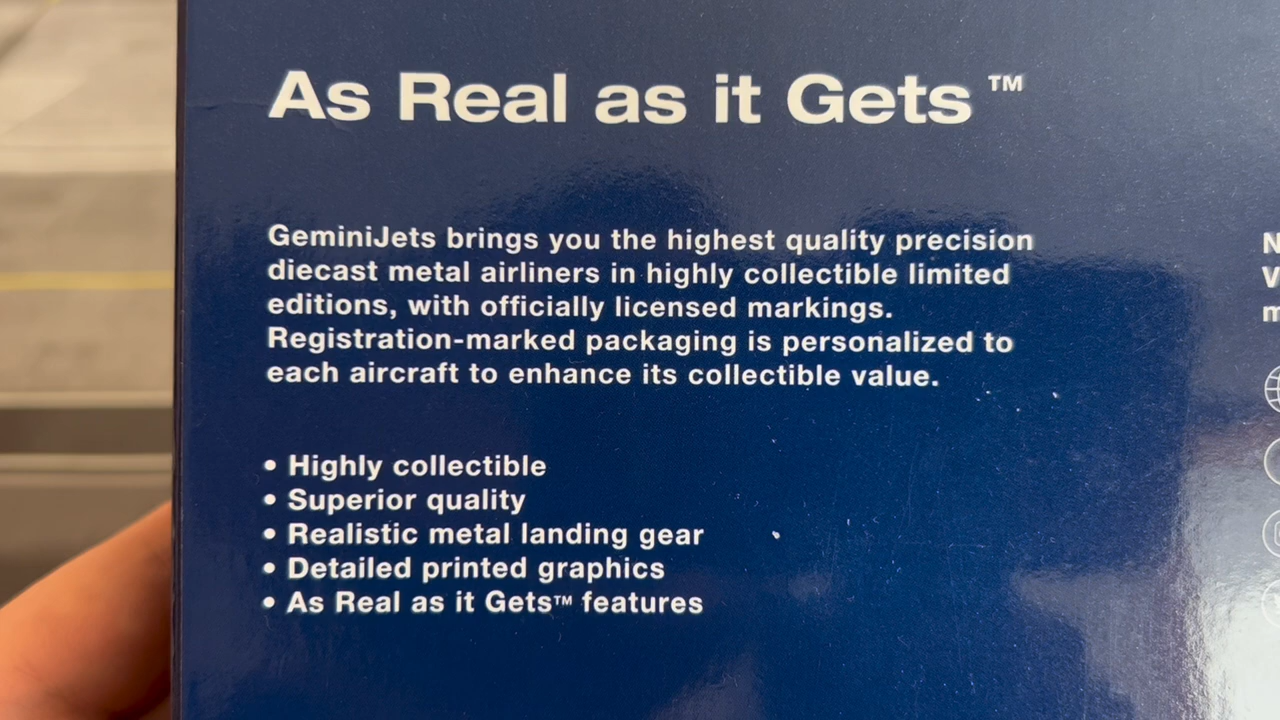 As Real as it Gets ™
GeminiJets brings you the highest quality precision
diecast metal airliners in highly collectible limited
editions, with officially licensed markings.
Registration-marked packaging is personalized to
each aircraft to enhance its collectible value.
• Highly collectible
• Superior quality
• Realistic metal landing gear
• Detailed printed graphics
• As Real as it Gets™ features